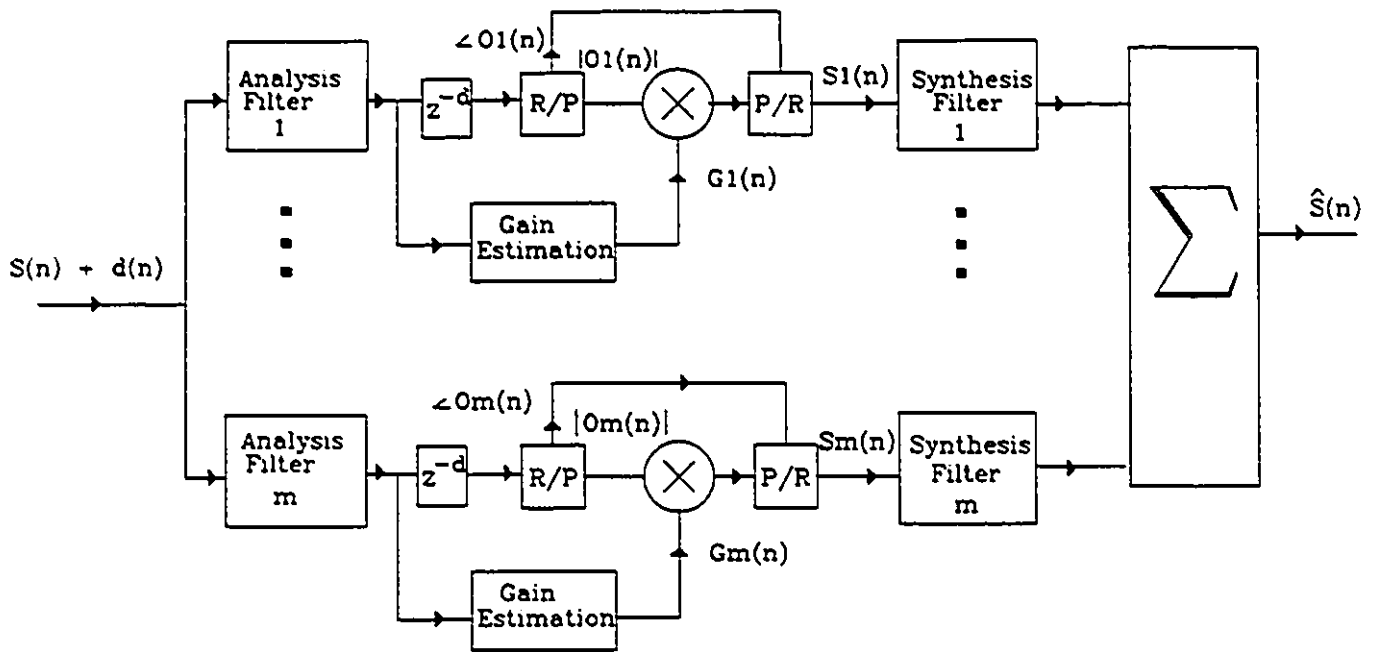 ∠O1(n)
|O1(n)|
Analysis
Filter
1
z^-d
R/P
P/R
S1(n)
Synthesis
Filter
1
G1(n)
Gain
Estimation
S(n) + d(n)
∑
Ŝ(n)
∠Om(n)
|Om(n)|
Analysis
Filter
m
z^-d
R/P
P/R
Sm(n)
Synthesis
Filter
m
Gm(n)
Gain
Estimation